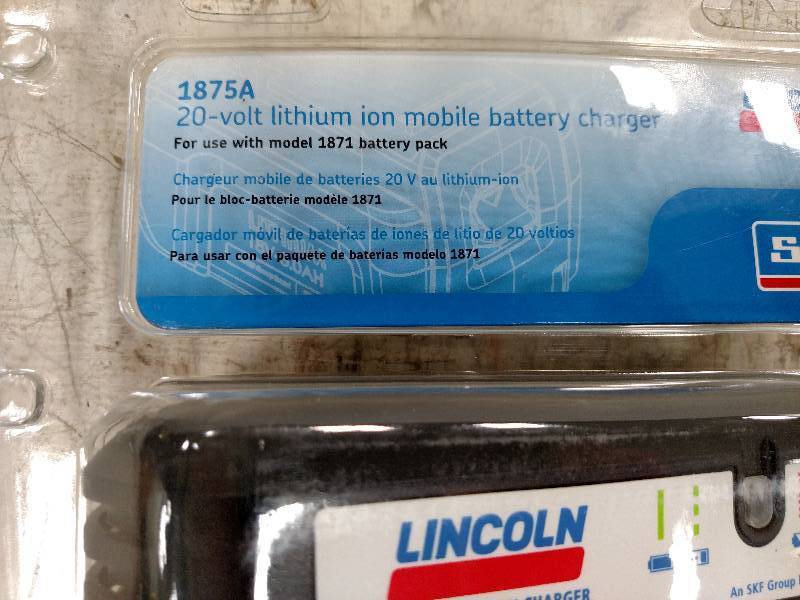 1875A
20-volt lithium ion mobile battery charger
For use with model 1871 battery pack
Chargeur mobile de batteries 20 V au lithium-ion
Pour le bloc-batterie modèle 1871
Cargador móvil de baterías de iones de litio de 20 voltios
Para usar con el paquete de baterías modelo 1871
S
LINCOLN
CHARGER
An SKF Group